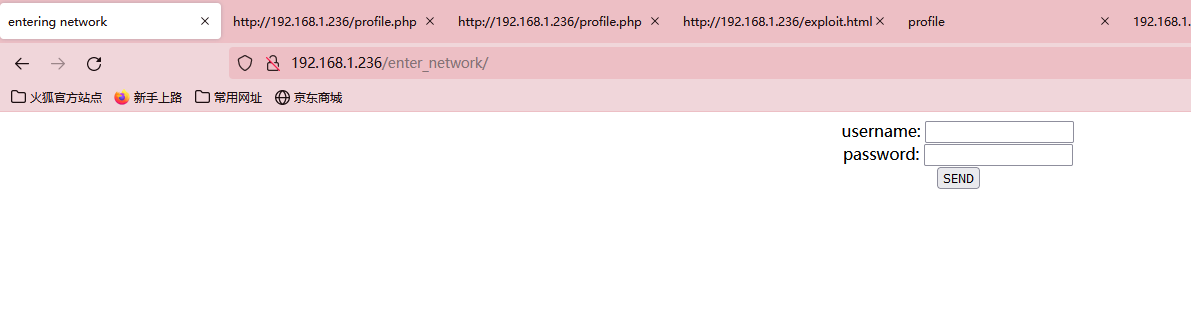 entering network http://192.168.1.236/profile.php http://192.168.1.236/profile.php http://192.168.1.236/exploit.html profile 192.168.1.
192.168.1.236/enter_network/
火狐官方站点 新手上路 常用网址 京东商城
username:
password:
SEND